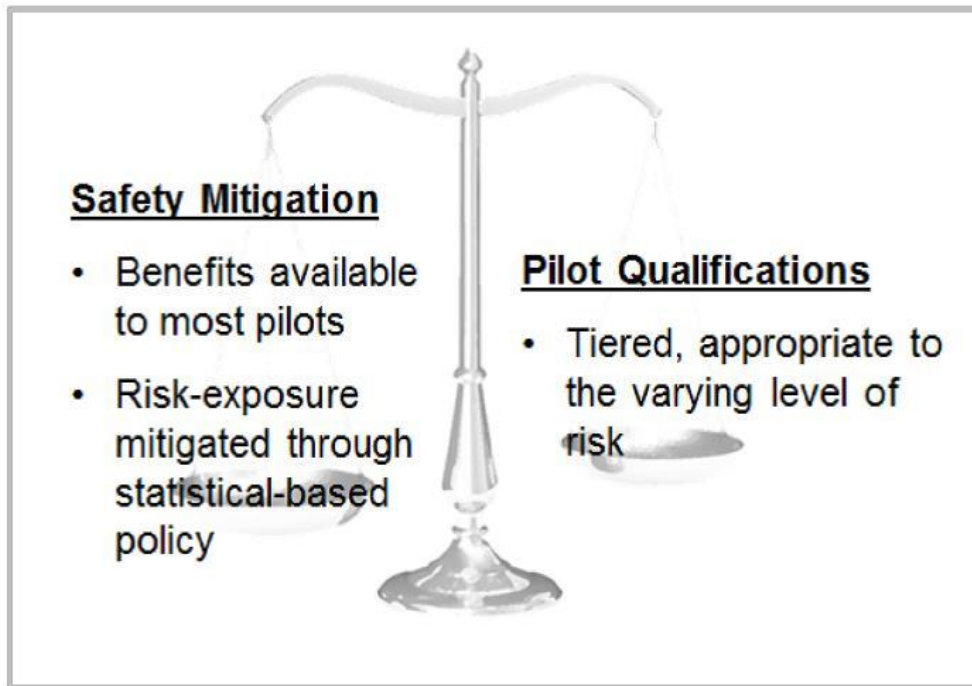 Safety Mitigation
• Benefits available
to most pilots
• Risk-exposure
mitigated through
statistical-based
policy
Pilot Qualifications
• Tiered, appropriate to
the varying level of
risk